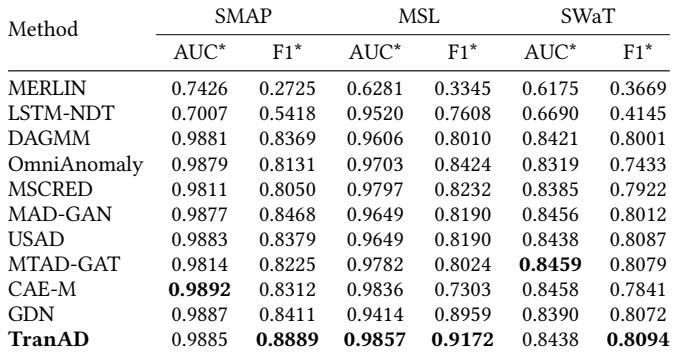 Method SMAP MSL SWaT
AUC* F1* AUC* F1* AUC* F1*
MERLIN 0.7426 0.2725 0.6281 0.3345 0.6175 0.3669
LSTM-NDT 0.7007 0.5418 0.9520 0.7608 0.6690 0.4145
DAGMM 0.9881 0.8369 0.9606 0.8010 0.8421 0.8001
OmniAnomaly 0.9879 0.8131 0.9703 0.8424 0.8319 0.7433
MSCRED 0.9811 0.8050 0.9797 0.8232 0.8385 0.7922
MAD-GAN 0.9877 0.8468 0.9649 0.8190 0.8456 0.8012
USAD 0.9883 0.8379 0.9649 0.8190 0.8438 0.8087
MTAD-GAT 0.9814 0.8225 0.9782 0.8024 0.8459 0.8079
CAE-M 0.9892 0.8312 0.9836 0.7303 0.8458 0.7841
GDN 0.9887 0.8411 0.9414 0.8959 0.8390 0.8072
TranAD 0.9885 0.8889 0.9857 0.9172 0.8438 0.8094